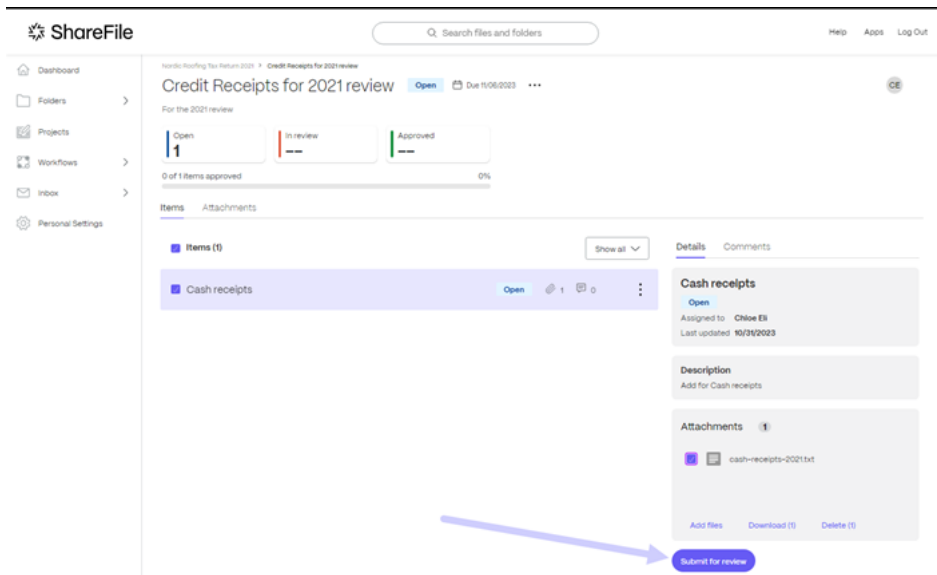 ShareFile
Search files and folders
Help Apps Log Out
Dashboard
Folders
Projects
Workflows
Inbox
Personal Settings
Nordic Roofing Tax Return 2021 > Credit Receipts for 2021 review
Credit Receipts for 2021 review Open Due 11/06/2023
CE
For the 2021 review
Open In review Approved
1 -- --
0 of 1 items approved 0%
Items Attachments
Items (1) Show all
Cash receipts Open 1 0
Details Comments
Cash receipts
Open
Assigned to Chloe Eli
Last updated 10/31/2023
Description
Add for Cash receipts
Attachments 1
cash-receipts-2021.txt
Add files Download (1) Delete (1)
Submit for review